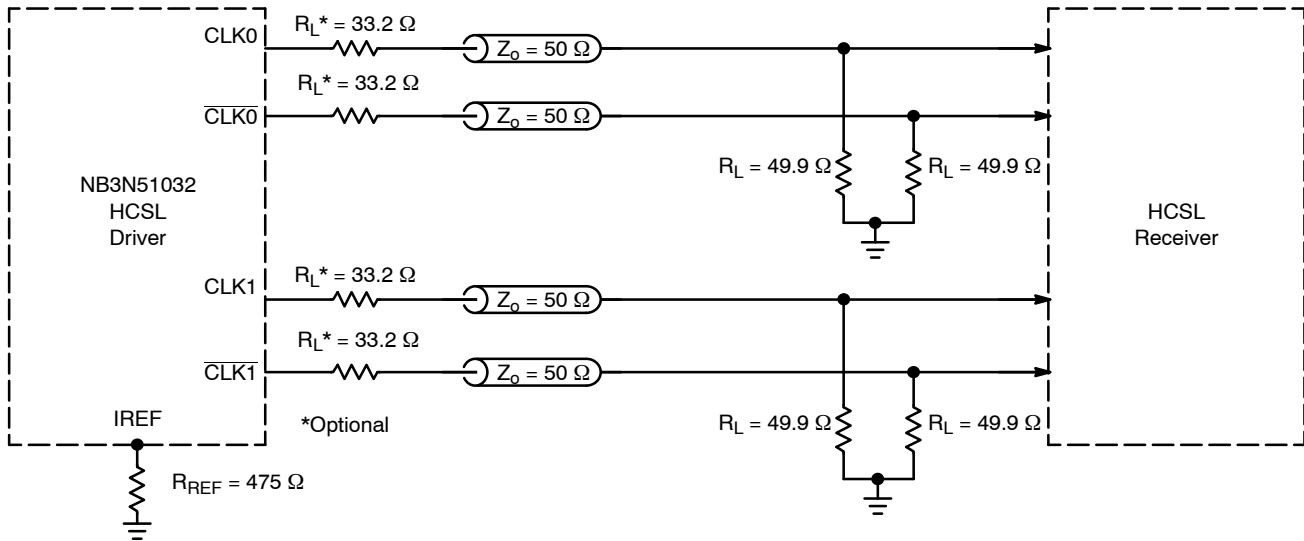 CLK0
R_L* = 33.2 Ω
Z_o = 50 Ω
R_L* = 33.2 Ω
C̅L̅K̅0̅
Z_o = 50 Ω
R_L = 49.9 Ω
R_L = 49.9 Ω
NB3N51032
HCSL
Driver
HCSL
Receiver
CLK1
R_L* = 33.2 Ω
Z_o = 50 Ω
R_L* = 33.2 Ω
C̅L̅K̅1̅
Z_o = 50 Ω
IREF
*Optional
R_L = 49.9 Ω
R_L = 49.9 Ω
R_REF = 475 Ω